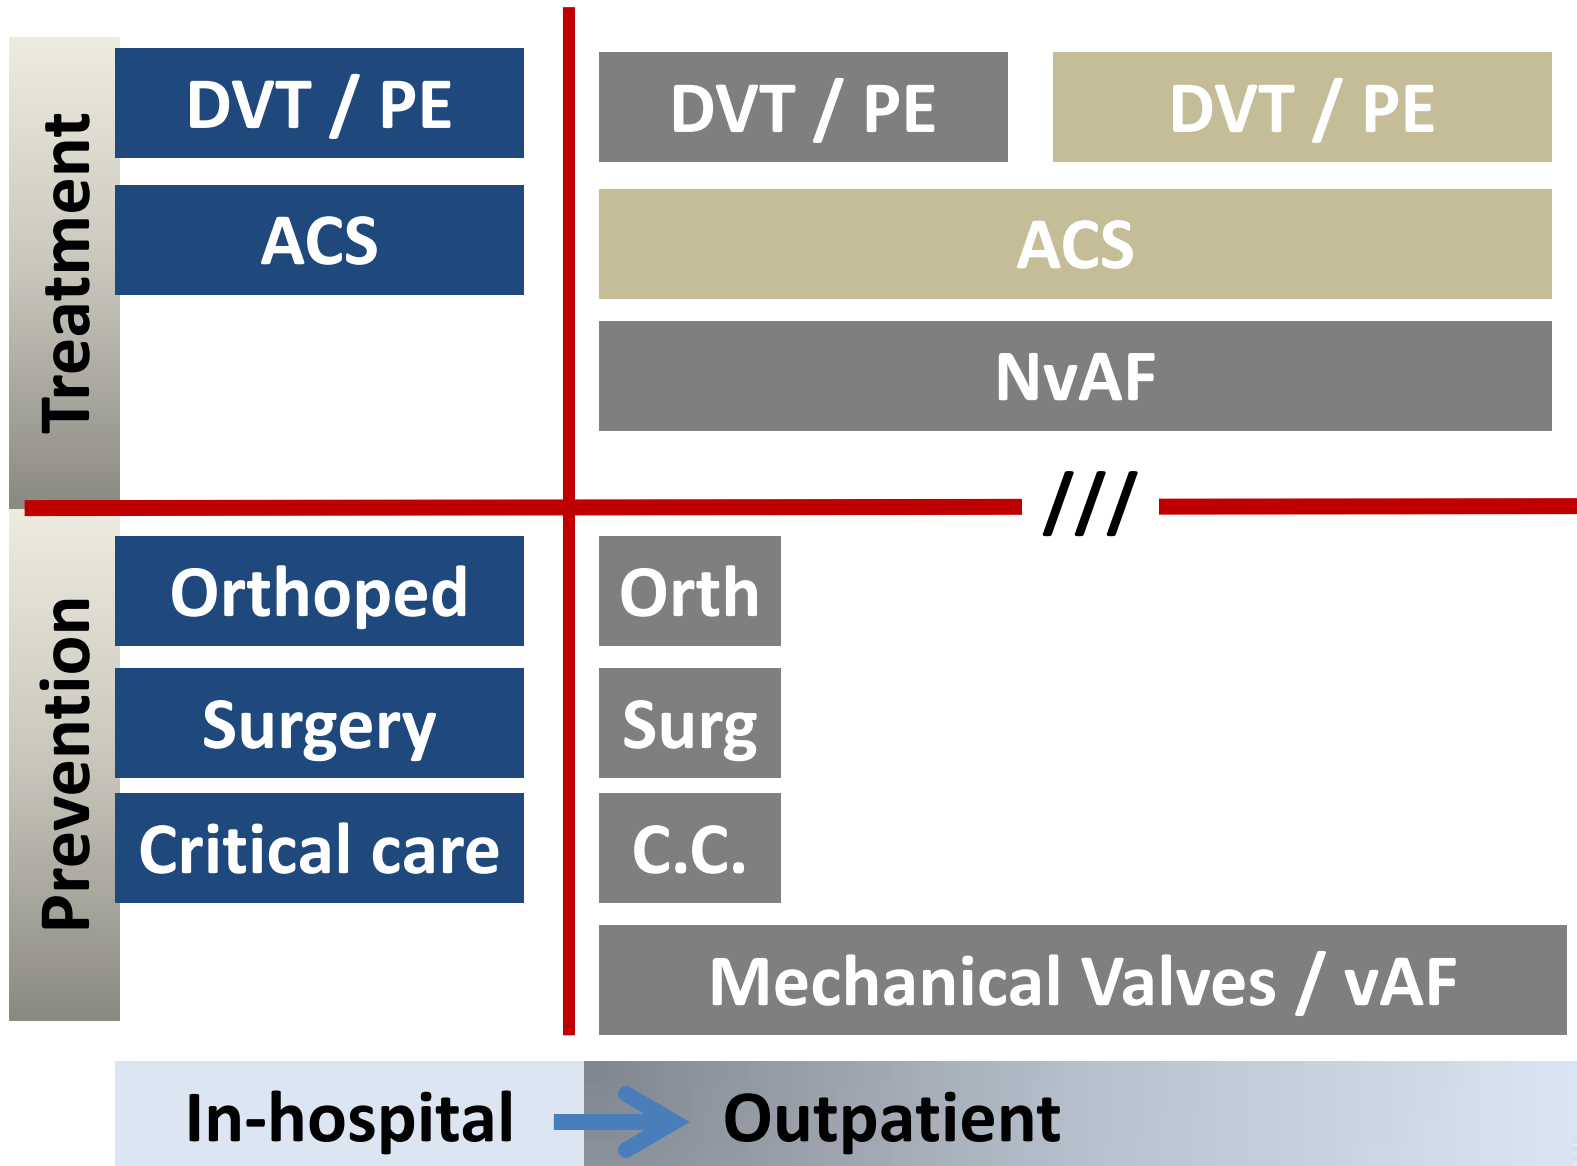 Treatment
DVT / PE
DVT / PE
DVT / PE
ACS
ACS
NvAF
///
Prevention
Orthoped
Orth
Surgery
Surg
Critical care
C.C.
Mechanical Valves / vAF
In-hospital
Outpatient